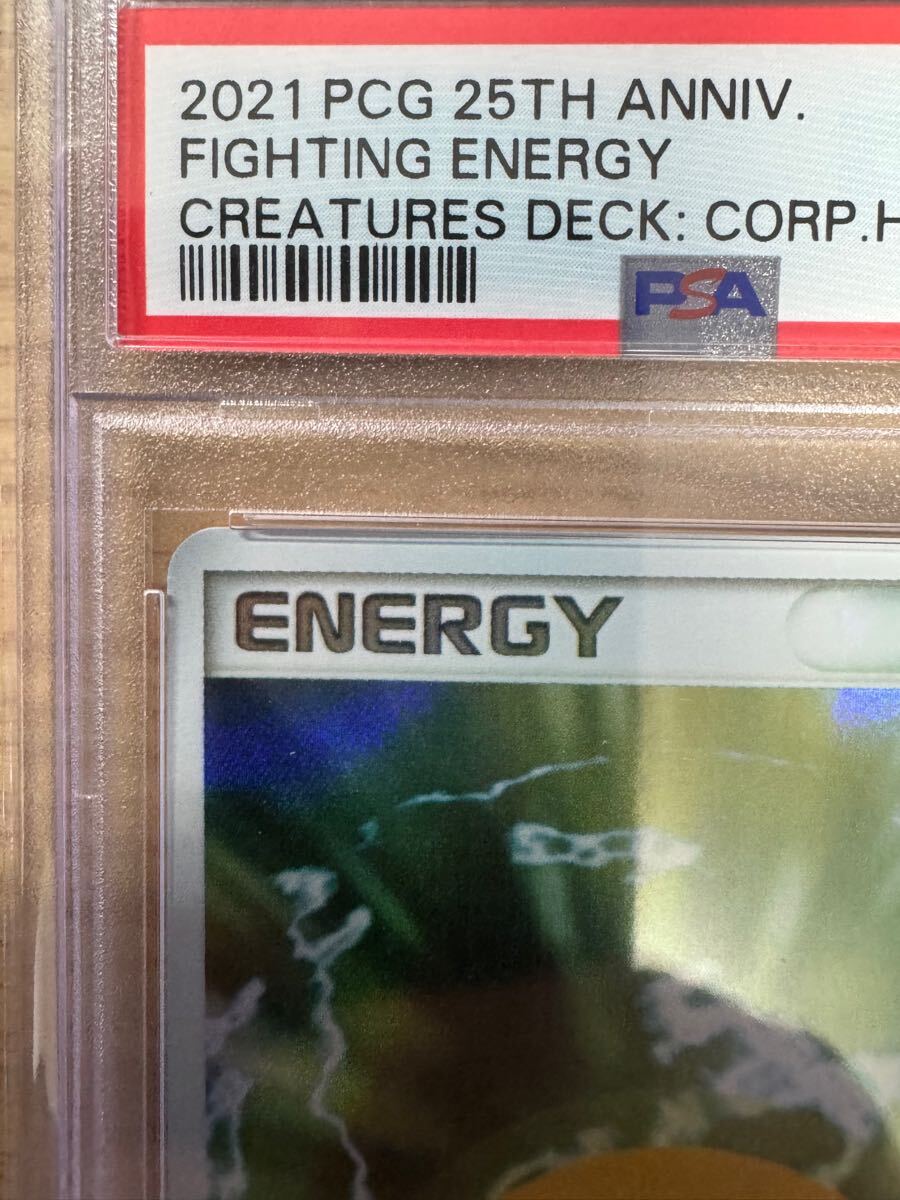 2021 PCG 25TH ANNIV.
FIGHTING ENERGY
CREATURES DECK: CORP.H
PSA
ENERGY